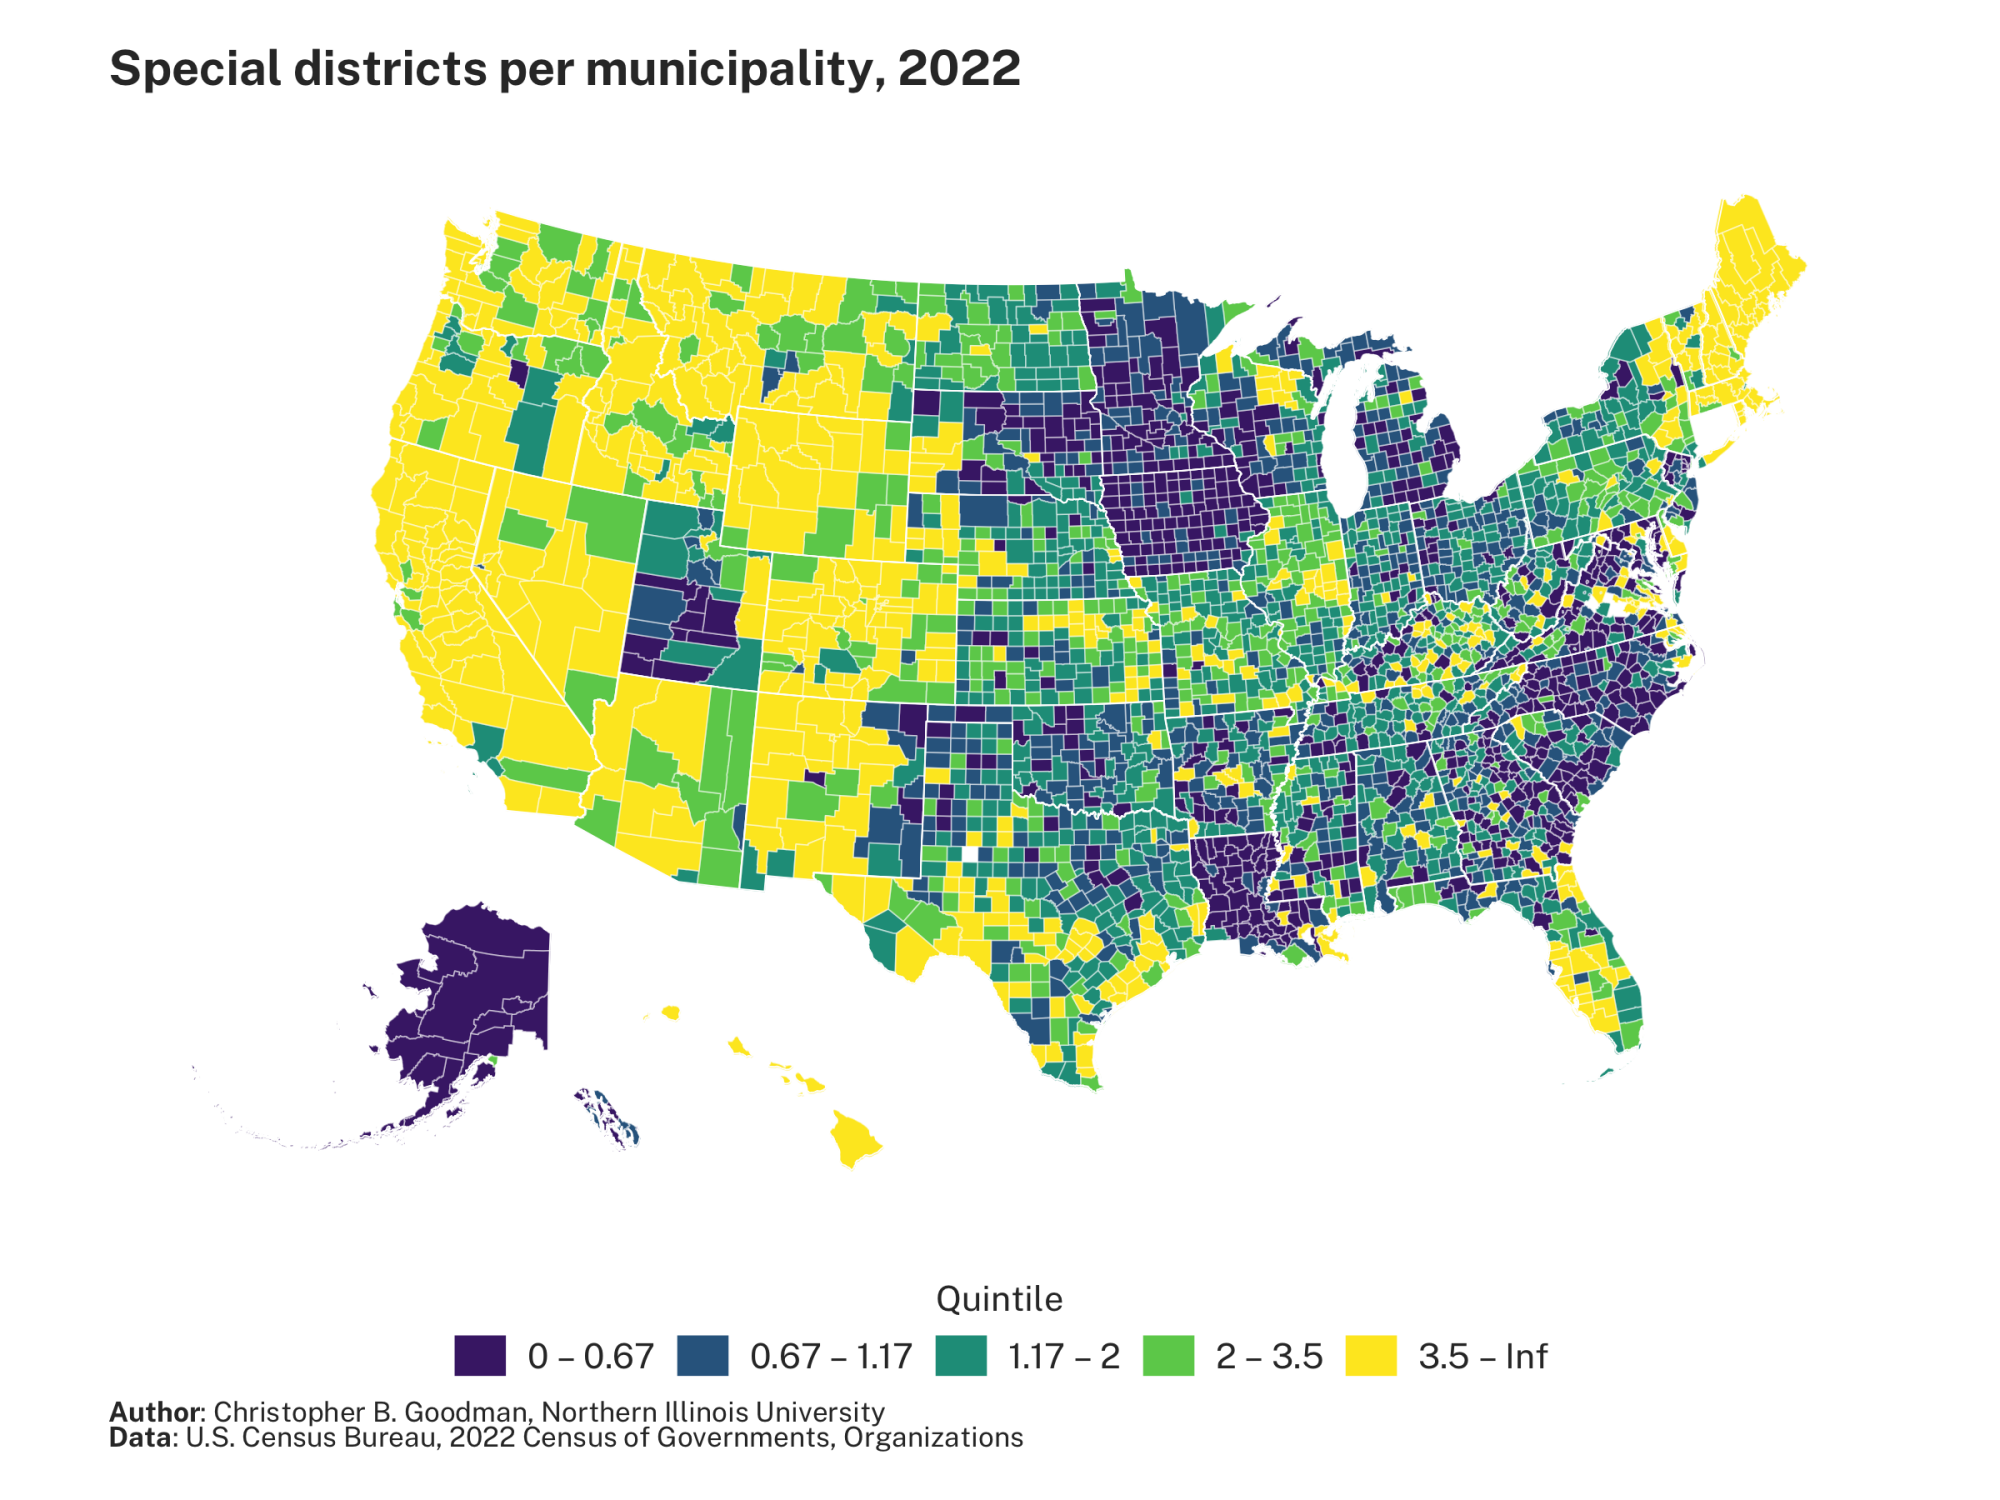 Special districts per municipality, 2022
Quintile
0 – 0.67 0.67 – 1.17 1.17 – 2 2 – 3.5 3.5 – Inf
Author: Christopher B. Goodman, Northern Illinois University
Data: U.S. Census Bureau, 2022 Census of Governments, Organizations